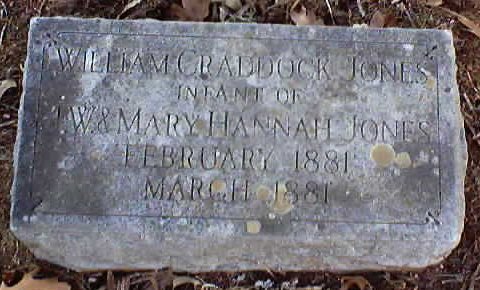 WILLIAM CRADDOCK JONES
INFANT OF
W. & MARY HANNAH JONES
FEBRUARY 1881
MARCH 1881